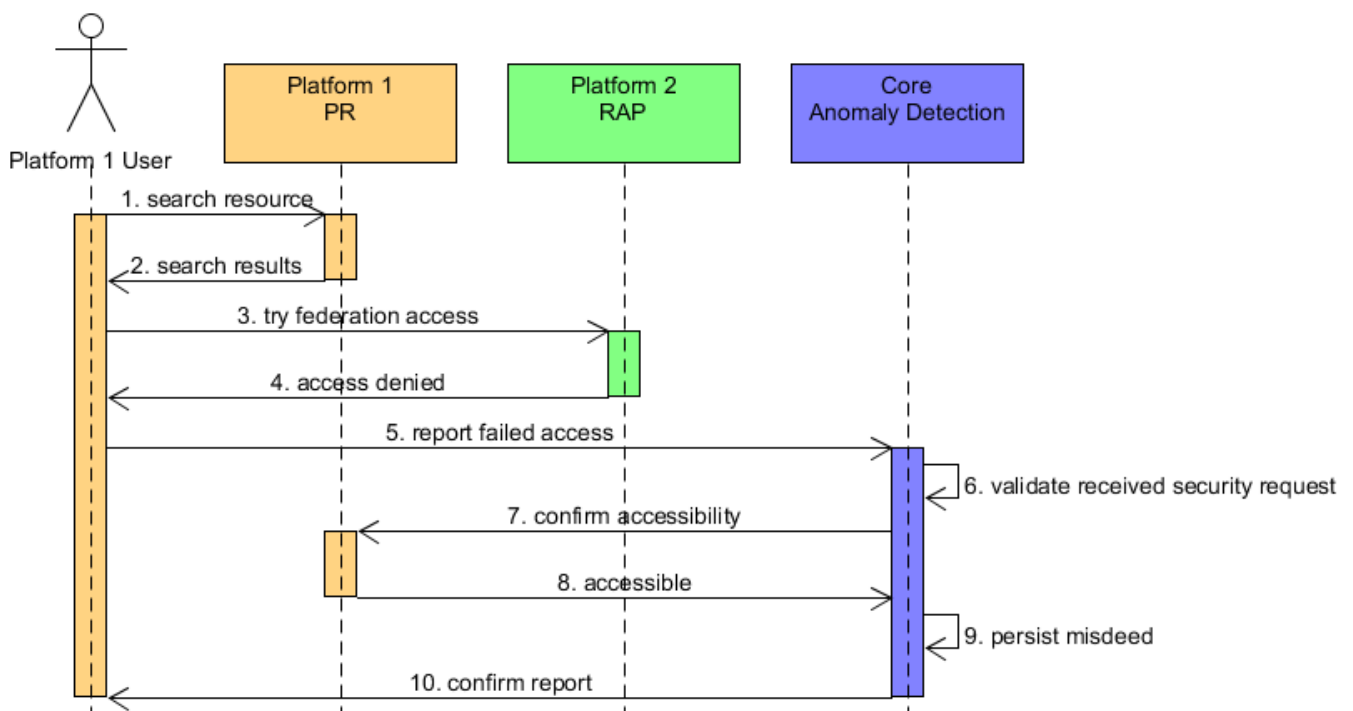 Platform 1
PR
Platform 2
RAP
Core
Anomaly Detection
Platform 1 User
1. search resource
2. search results
3. try federation access
4. access denied
5. report failed access
6. validate received security request
7. confirm accessibility
8. accessible
9. persist misdeed
10. confirm report